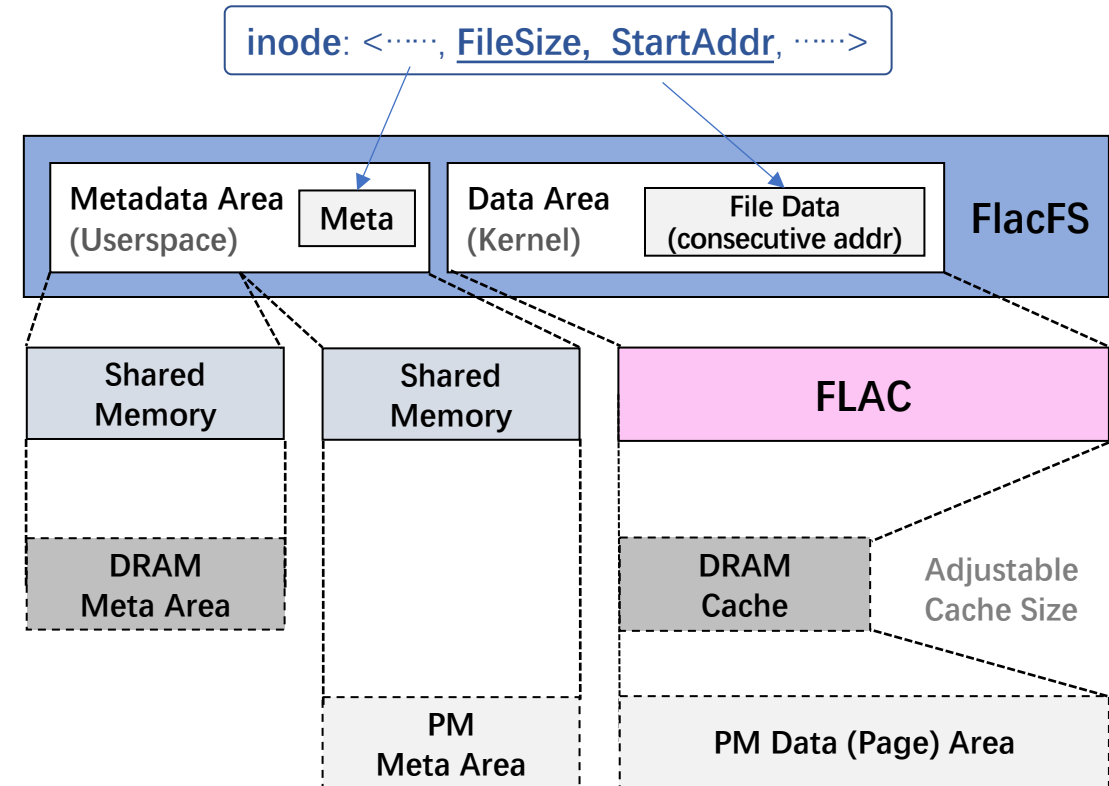 inode: <······, FileSize, StartAddr, ······>
Metadata Area
(Userspace)
Meta
Data Area
(Kernel)
File Data
(consecutive addr)
FlacFS
Shared
Memory
Shared
Memory
FLAC
DRAM
Meta Area
DRAM
Cache
Adjustable
Cache Size
PM
Meta Area
PM Data (Page) Area